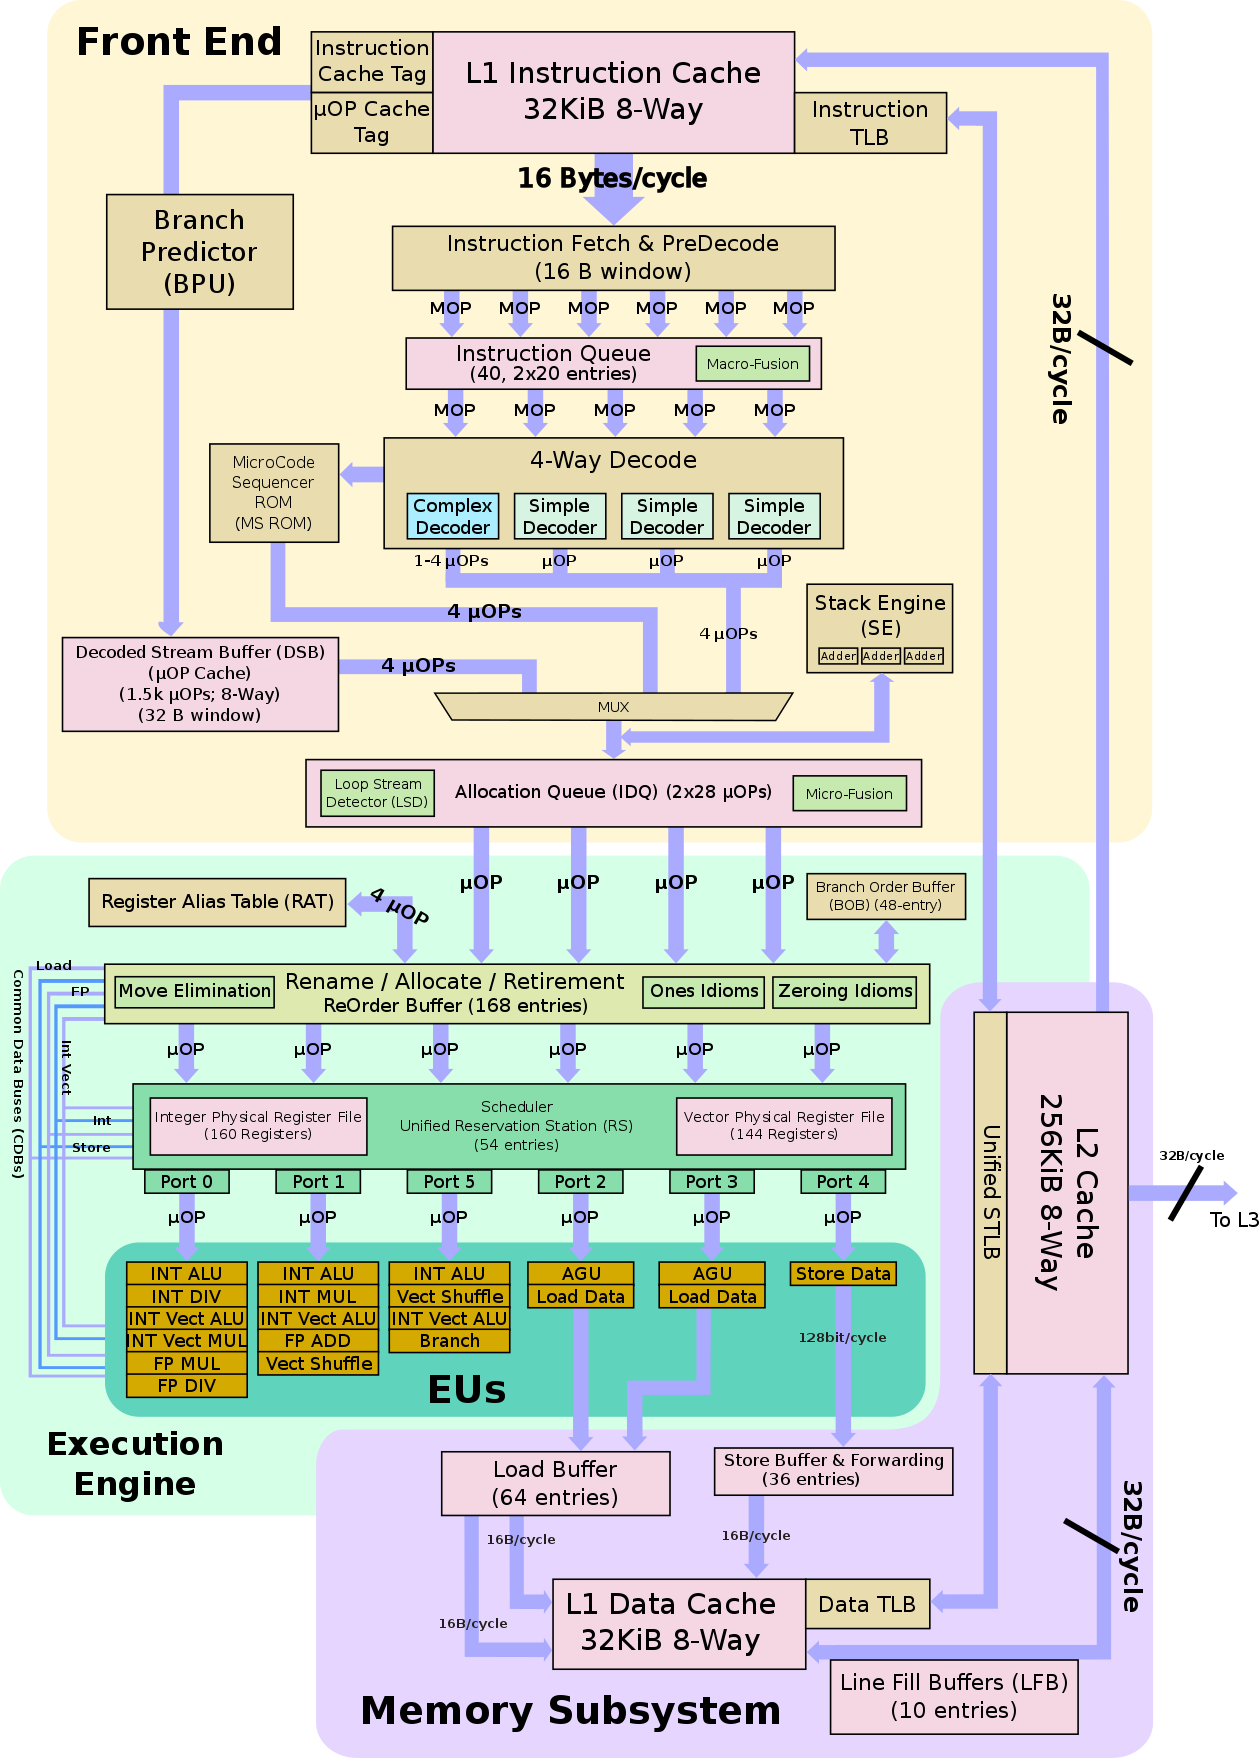 Front End
Instruction
Cache Tag
µOP Cache
Tag
L1 Instruction Cache
32KiB 8-Way
Instruction
TLB
16 Bytes/cycle
Branch
Predictor
(BPU)
Instruction Fetch & PreDecode
(16 B window)
MOP MOP MOP MOP MOP MOP
Instruction Queue
(40, 2x20 entries)
Macro-Fusion
32B/cycle
MOP MOP MOP MOP MOP
MicroCode
Sequencer
ROM
(MS ROM)
4-Way Decode
Complex
Decoder
Simple
Decoder
Simple
Decoder
Simple
Decoder
1-4 µOPs µOP µOP µOP
4 µOPs
4 µOPs
Stack Engine
(SE)
Adder Adder Adder
Decoded Stream Buffer (DSB)
(µOP Cache)
(1.5k µOPs; 8-Way)
(32 B window)
4 µOPs
MUX
Loop Stream
Detector (LSD)
Allocation Queue (IDQ) (2x28 µOPs)
Micro-Fusion
µOP µOP µOP µOP
Register Alias Table (RAT)
4 µOP
Branch Order Buffer
(BOB) (48-entry)
Load
FP
Int Vect
Int
Store
Common Data Buses (CDBs)
Move Elimination
Rename / Allocate / Retirement
ReOrder Buffer (168 entries)
Ones Idioms
Zeroing Idioms
µOP µOP µOP µOP µOP µOP
Integer Physical Register File
(160 Registers)
Scheduler
Unified Reservation Station (RS)
(54 entries)
Vector Physical Register File
(144 Registers)
Port 0 Port 1 Port 5 Port 2 Port 3 Port 4
µOP µOP µOP µOP µOP µOP
INT ALU
INT DIV
INT Vect ALU
INT Vect MUL
FP MUL
FP DIV
INT ALU
INT MUL
INT Vect ALU
FP ADD
Vect Shuffle
INT ALU
Vect Shuffle
INT Vect ALU
Branch
AGU
Load Data
AGU
Load Data
Store Data
128bit/cycle
EUs
Execution
Engine
Unified STLB
L2 Cache
256KiB 8-Way
32B/cycle
To L3
Load Buffer
(64 entries)
Store Buffer & Forwarding
(36 entries)
16B/cycle
16B/cycle
16B/cycle
32B/cycle
L1 Data Cache
32KiB 8-Way
Data TLB
Line Fill Buffers (LFB)
(10 entries)
Memory Subsystem